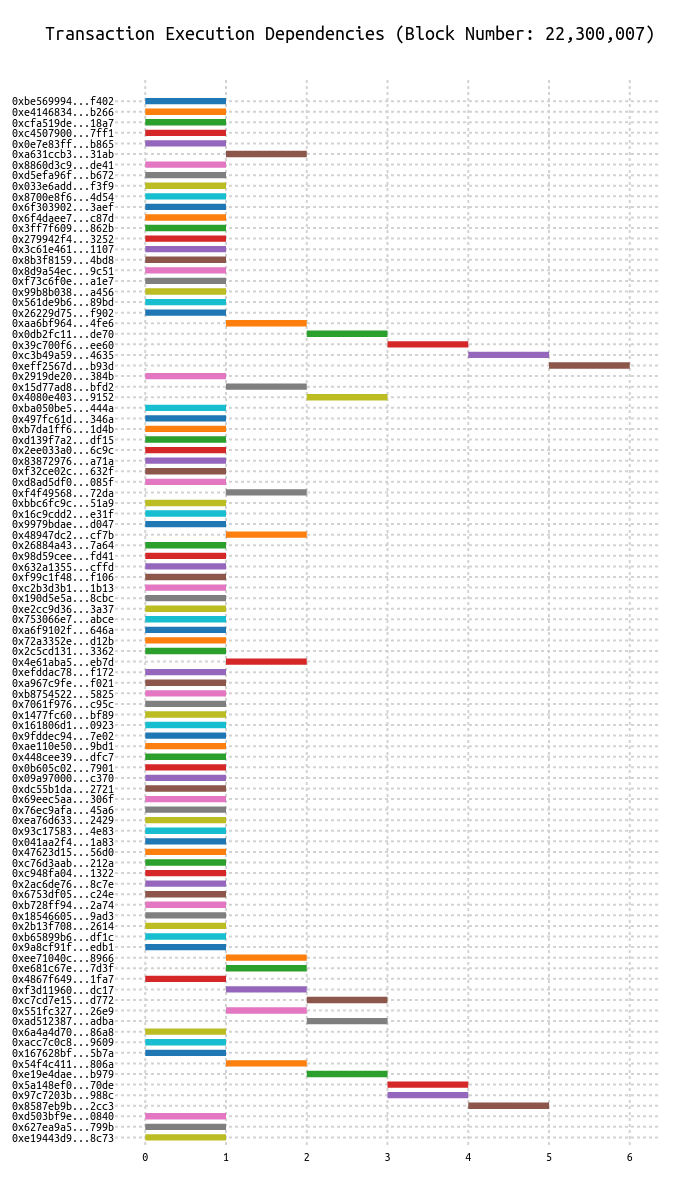 Transaction Execution Dependencies (Block Number: 22,300,007)
0xbe569994...f402
0xe4146834...b266
0xcfa519de...18a7
0xc4507900...7ff1
0x0e7e83ff...b865
0xa631ccb3...31ab
0x8860d3c9...de41
0xd5efa96f...b672
0x033e6add...f3f9
0x8700e8f6...4d54
0x6f303902...3aef
0x6f4daee7...c87d
0x3ff7f609...862b
0x279942f4...3252
0x3c61e461...1107
0x8b3f8159...4bd8
0x8d9a54ec...9c51
0xf73c6f0e...a1e7
0x99b8b038...a456
0x561de9b6...89bd
0x26229d75...f902
0xaa6bf964...4fe6
0x0db2fc11...de70
0x39c700f6...ee60
0xc3b49a59...4635
0xeff2567d...b93d
0x2919de20...384b
0x15d77ad8...bfd2
0x4080e403...9152
0xba050be5...444a
0x497fc61d...346a
0xb7da1ff6...1d4b
0xd139f7a2...df15
0x2ee033a0...6c9c
0x83872976...a71a
0xf32ce02c...632f
0xd8ad5df0...085f
0xf4f49568...72da
0xbbc6fc9c...51a9
0x16c9cdd2...e31f
0x9979bdae...d047
0x48947dc2...cf7b
0x26884a43...7a64
0x98d59cee...fd41
0x632a1355...cffd
0xf99c1f48...f106
0xc2b3d3b1...1b13
0x190d5e5a...8cbc
0xe2cc9d36...3a37
0x753066e7...abce
0xa6f9102f...646a
0x72a3352e...d12b
0x2c5cd131...3362
0x4e61aba5...eb7d
0xefddac78...f172
0xa967c9fe...f021
0xb8754522...5825
0x7061f976...c95c
0x1477fc60...bf89
0x161806d1...0923
0x9fddec94...7e02
0xae110e50...9bd1
0x448cee39...dfc7
0x0b605c02...7901
0x09a97000...c370
0xdc55b1da...2721
0x69eec5aa...306f
0x76ec9afa...45a6
0xea76d633...2429
0x93c17583...4e83
0x041aa2f4...1a83
0x47623d15...56d0
0xc76d3aab...212a
0xc948fa04...1322
0x2ac6de76...8c7e
0x6753df05...c24e
0xb728ff94...2a74
0x18546605...9ad3
0x2b13f708...2614
0xb65899b6...df1c
0x9a8cf91f...edb1
0xee71040c...8966
0xe681c67e...7d3f
0x4867f649...1fa7
0xf3d11960...dc17
0xc7cd7e15...d772
0x551fc327...26e9
0xad512387...adba
0x6a4a4d70...86a8
0xacc7c0c8...9609
0x167628bf...5b7a
0x54f4c411...806a
0xe19e4dae...b979
0x5a148ef0...70de
0x97c7203b...988c
0x8587eb9b...2cc3
0xd503bf9e...0840
0x627ea9a5...799b
0xe19443d9...8c73
0 1 2 3 4 5 6